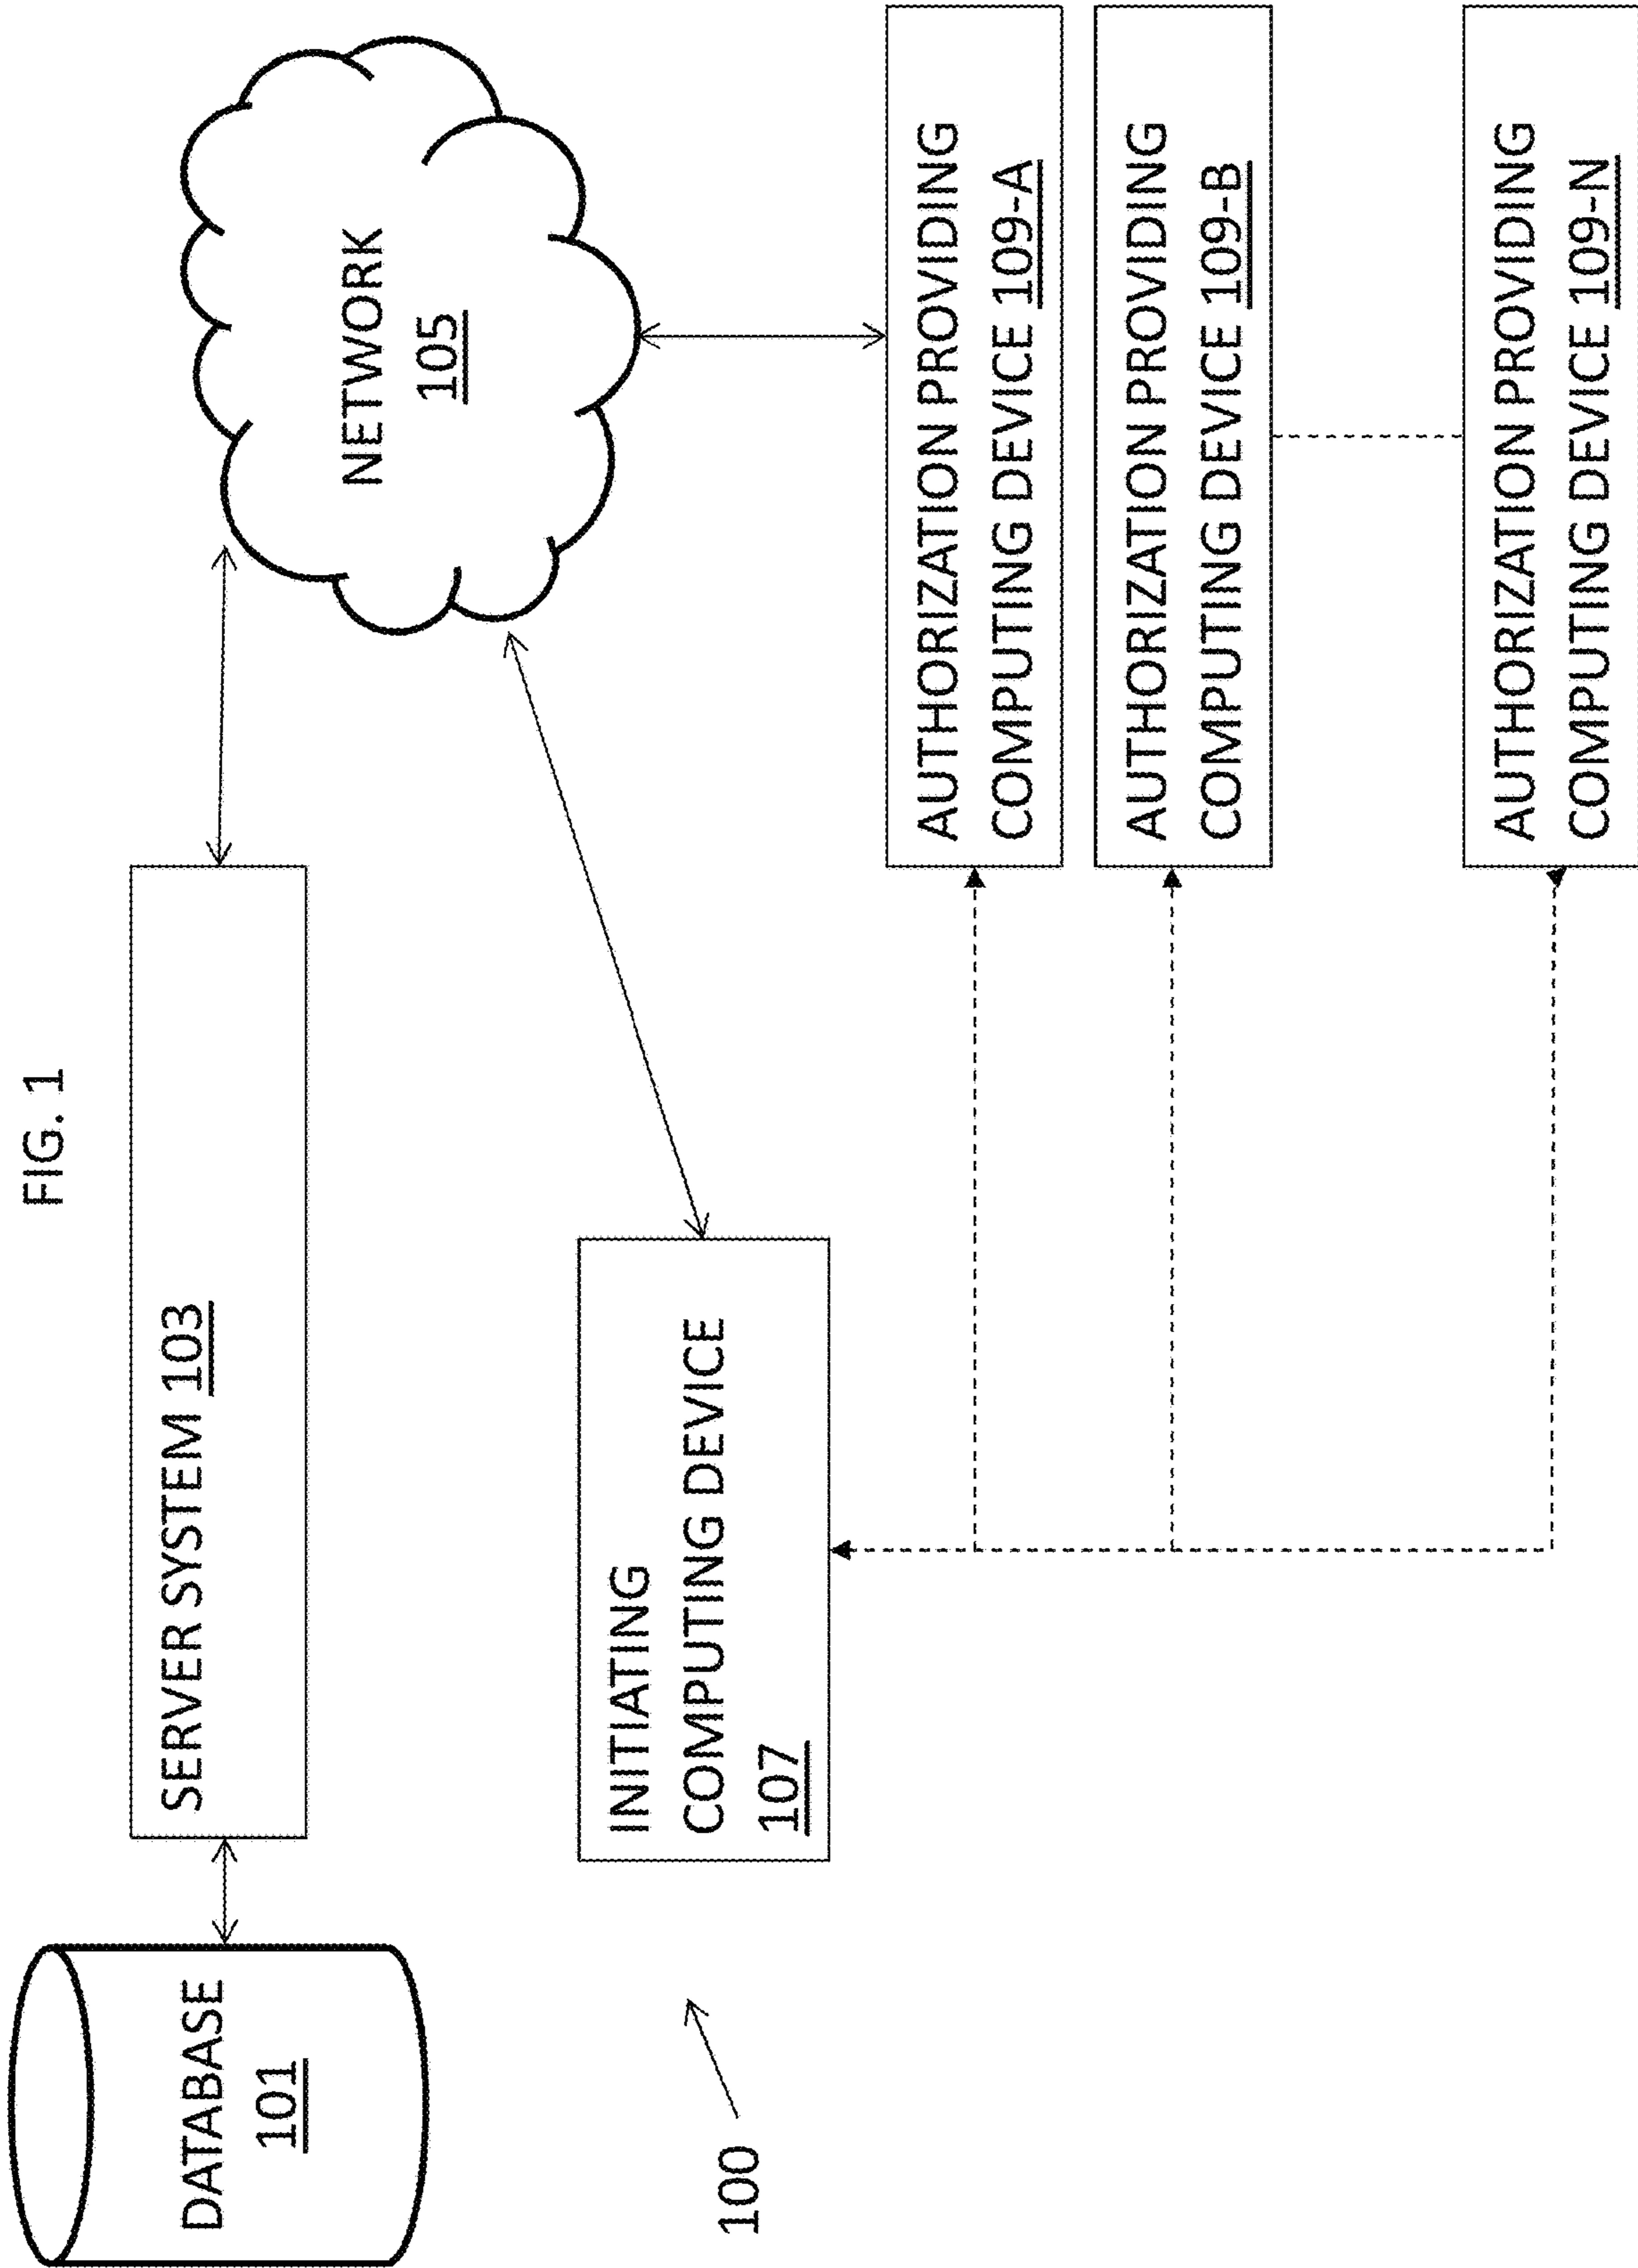 FIG. 1
DATABASE
101
SERVER SYSTEM 103
NETWORK
105
INITIATING
COMPUTING DEVICE
107
100
AUTHORIZATION PROVIDING
COMPUTING DEVICE 109-A
AUTHORIZATION PROVIDING
COMPUTING DEVICE 109-B
AUTHORIZATION PROVIDING
COMPUTING DEVICE 109-N